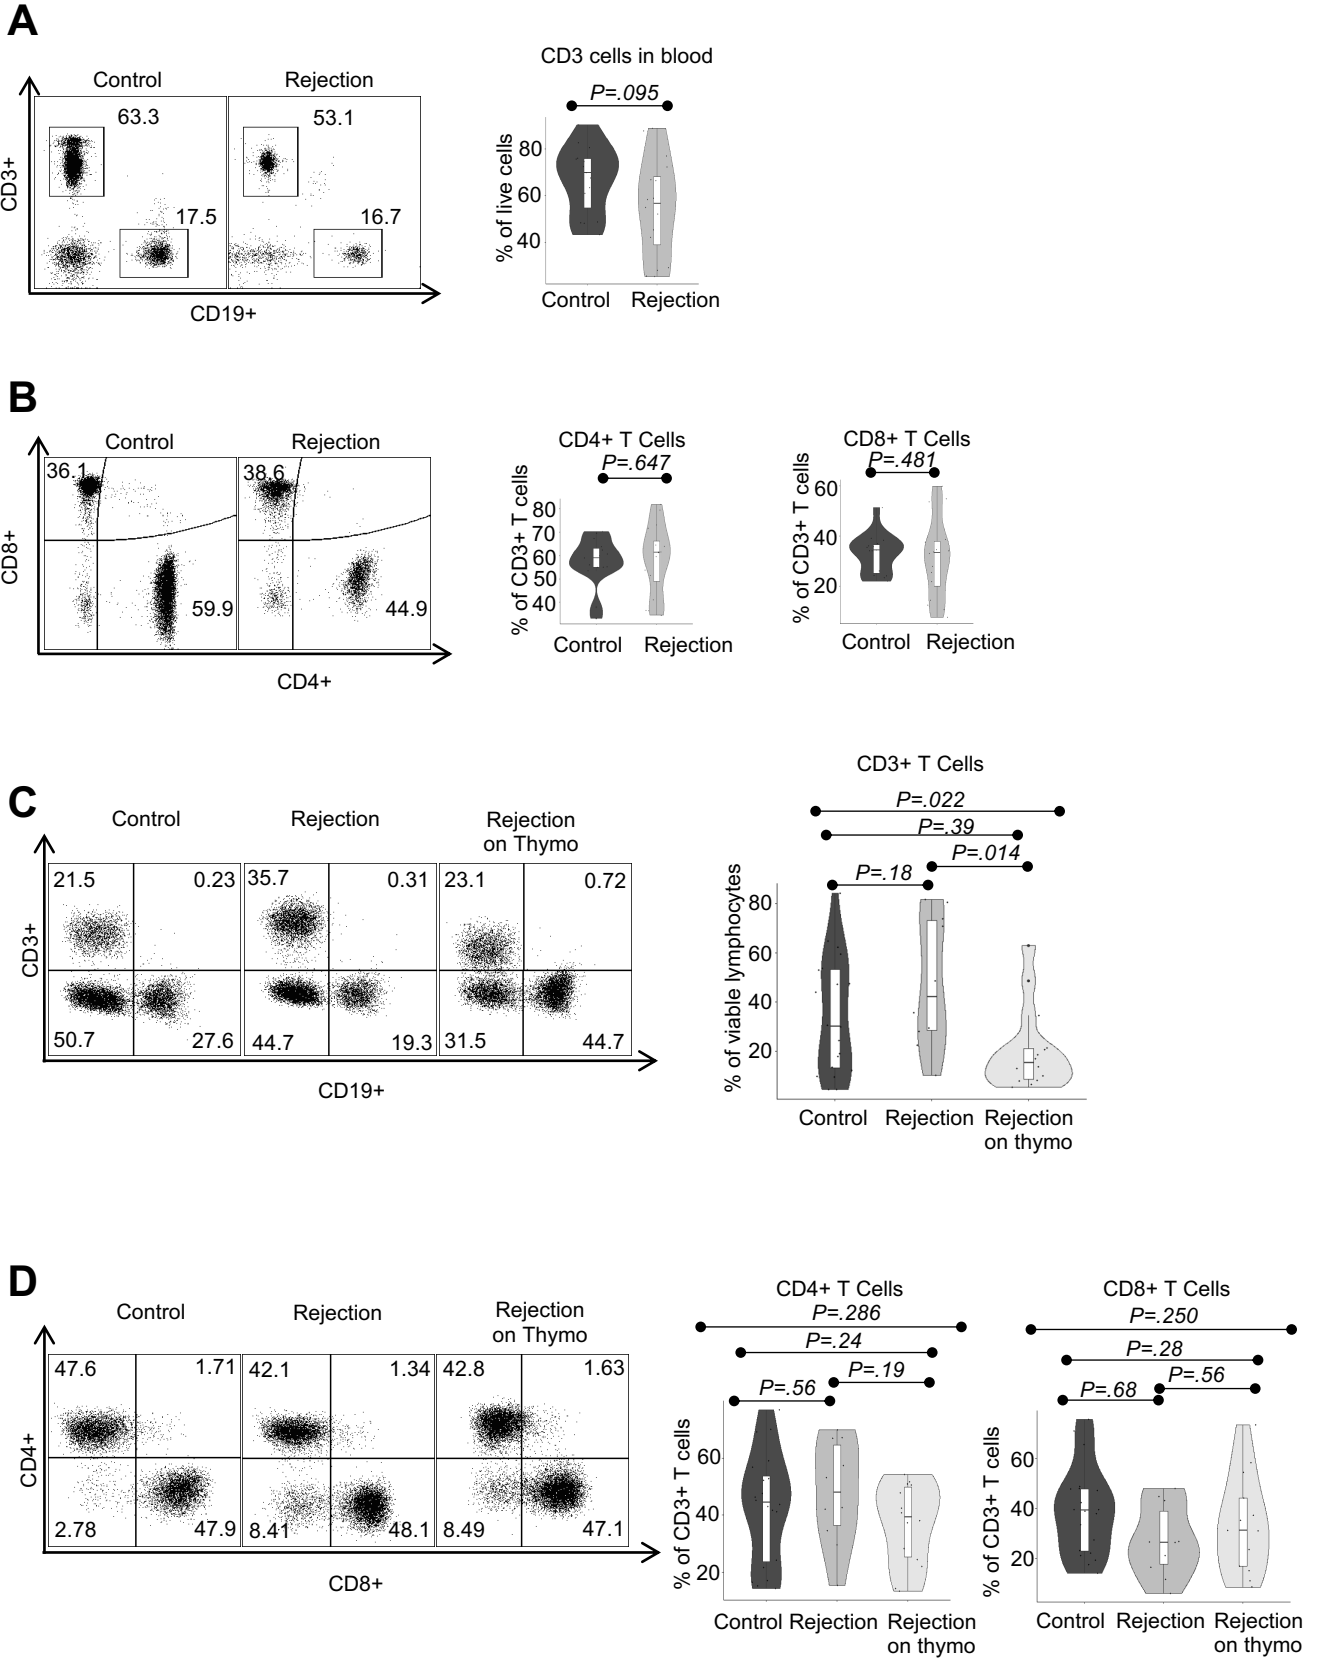 A
Control
Rejection
63.3
53.1
17.5
16.7
CD3+
CD19+
CD3 cells in blood
P=.095
% of live cells
80
60
40
Control
Rejection
B
Control
Rejection
36.1
38.6
59.9
44.9
CD8+
CD4+
CD4+ T Cells
P=.647
% of CD3+ T cells
80
70
60
50
40
Control
Rejection
CD8+ T Cells
P=.481
% of CD3+ T cells
60
40
20
Control
Rejection
C
Control
Rejection
Rejection
on Thymo
21.5
0.23
35.7
0.31
23.1
0.72
50.7
27.6
44.7
19.3
31.5
44.7
CD3+
CD19+
CD3+ T Cells
P=.022
P=.39
P=.014
P=.18
% of viable lymphocytes
80
60
40
20
Control
Rejection
Rejection
on thymo
D
Control
Rejection
Rejection
on Thymo
47.6
1.71
42.1
1.34
42.8
1.63
2.78
47.9
8.41
48.1
8.49
47.1
CD4+
CD8+
CD4+ T Cells
P=.286
P=.24
P=.19
P=.56
% of CD3+ T cells
60
40
20
Control
Rejection
Rejection
on thymo
CD8+ T Cells
P=.250
P=.28
P=.56
P=.68
% of CD3+ T cells
60
40
20
Control
Rejection
Rejection
on thymo